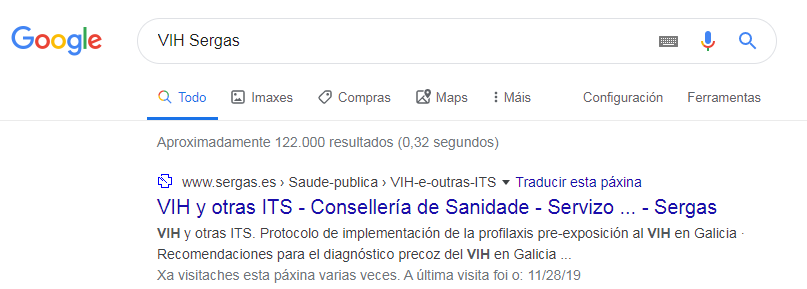 Google
VIH Sergas
Todo Imaxes Compras Maps Máis Configuración Ferramentas
Aproximadamente 122.000 resultados (0,32 segundos)
www.sergas.es › Saude-publica › VIH-e-outras-ITS Traducir esta páxina
VIH y otras ITS - Consellería de Sanidade - Servizo ... - Sergas
VIH y outras ITS. Protocolo de implementación de la profilaxis pre-exposición al VIH en Galicia ·
Recomendaciones para el diagnóstico precoz del VIH en Galicia ...
Xa visitaches esta páxina varias veces. A última visita foi o: 11/28/19